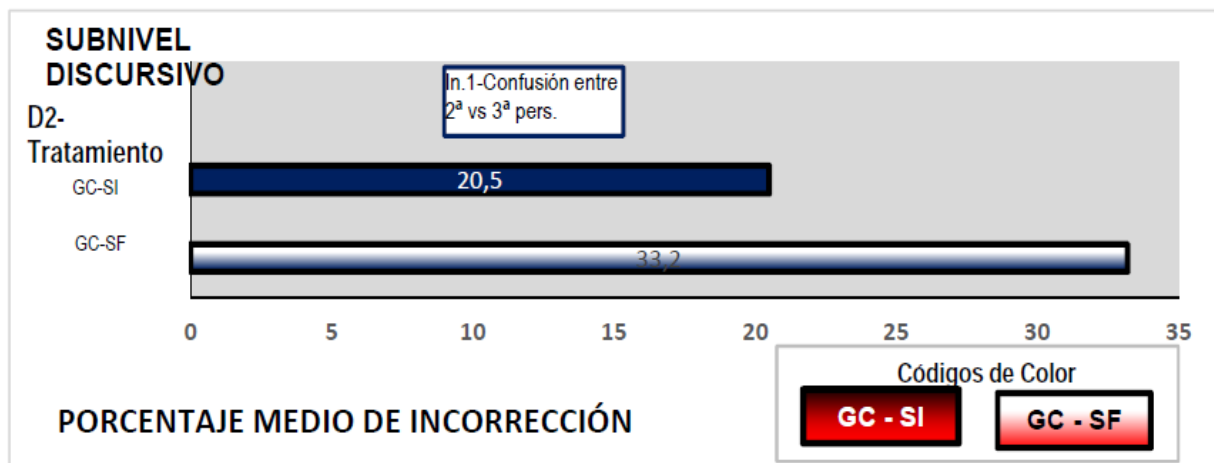 SUBNIVEL
DISCURSIVO
In.1-Confusión entre
2ª vs 3ª pers.
D2-
Tratamiento
GC-SI
20,5
GC-SF
33,2
0 5 10 15 20 25 30 35
Códigos de Color
PORCENTAJE MEDIO DE INCORRECCIÓN
GC - SI GC - SF